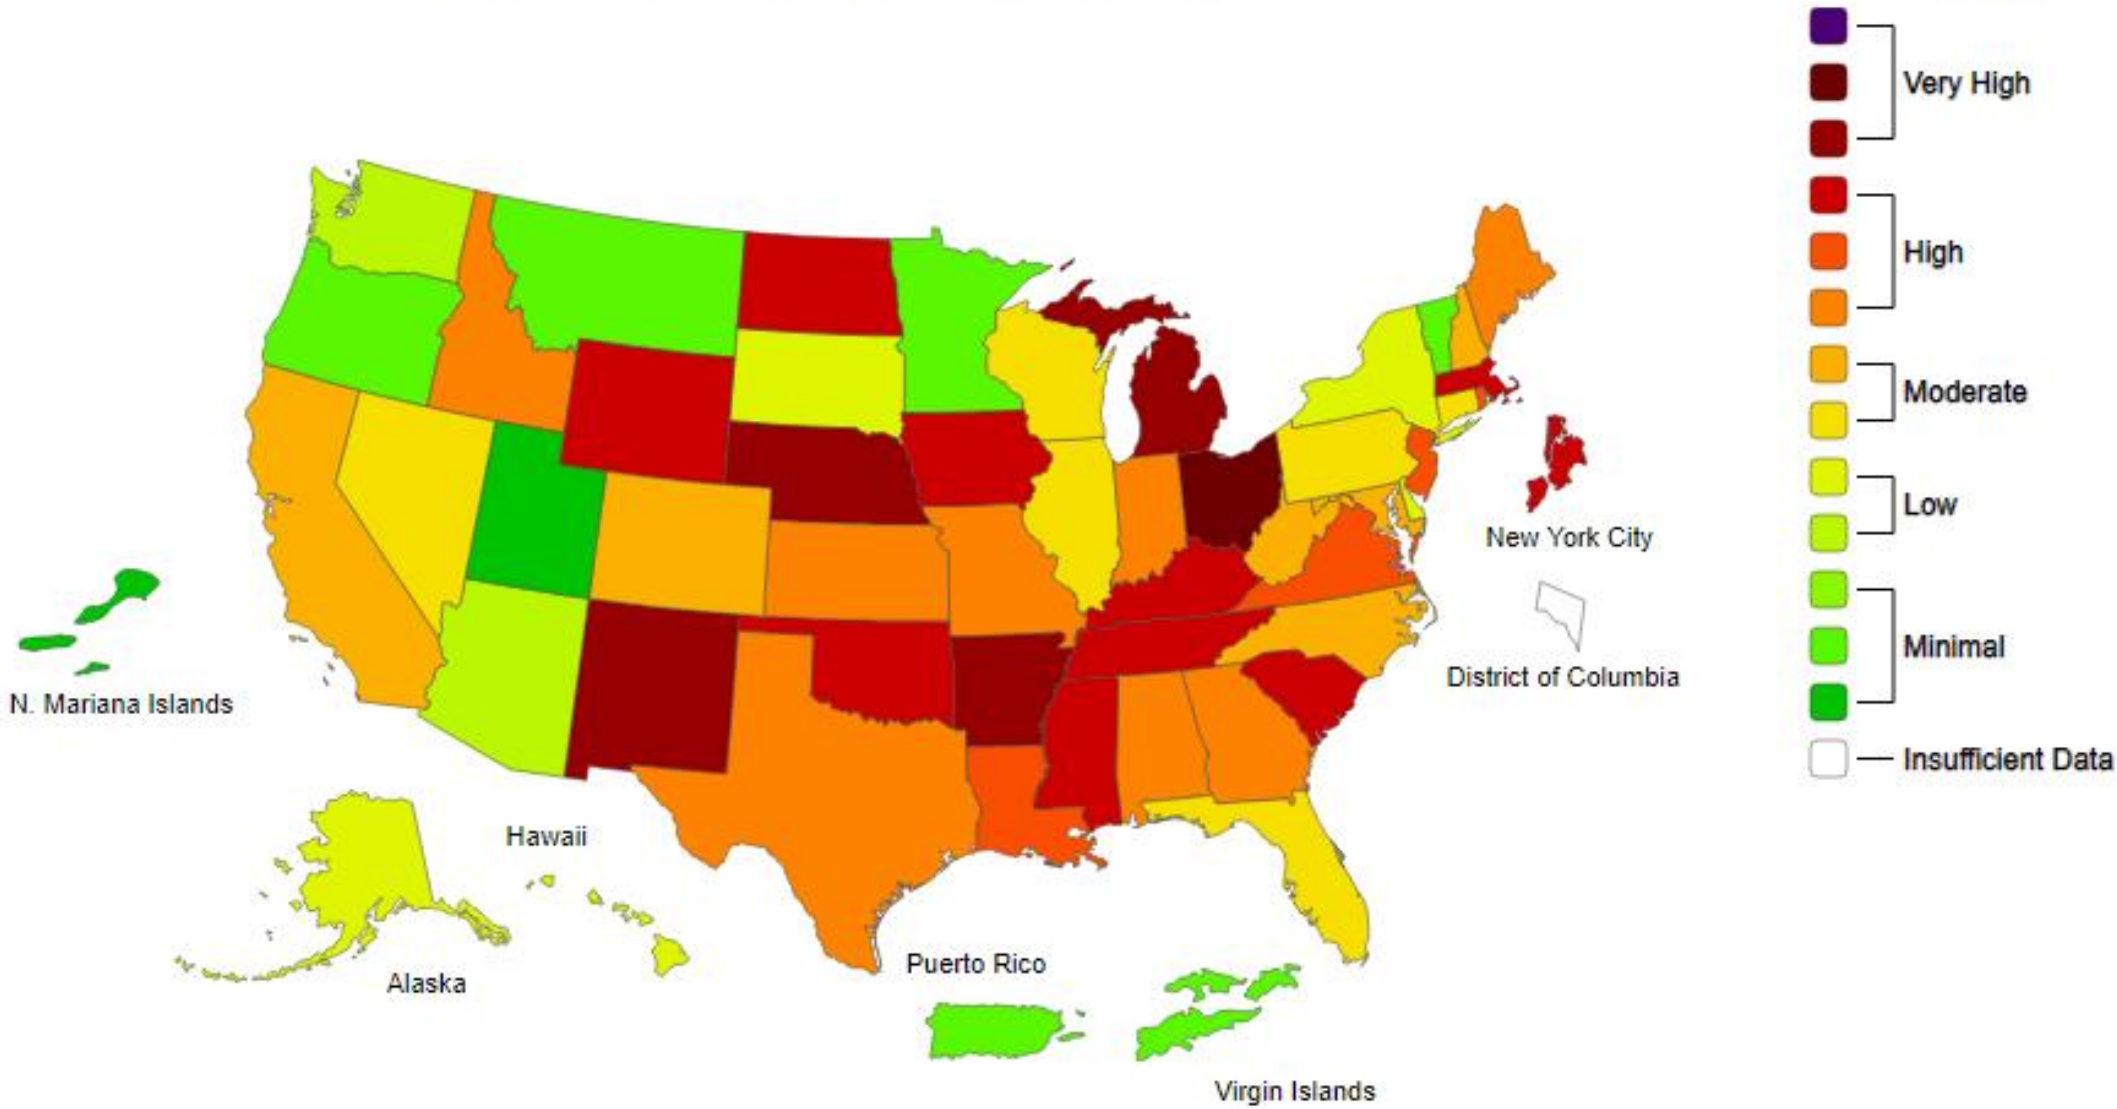 Very High
High
Moderate
Low
Minimal
Insufficient Data
New York City
District of Columbia
N. Mariana Islands
Hawaii
Alaska
Puerto Rico
Virgin Islands